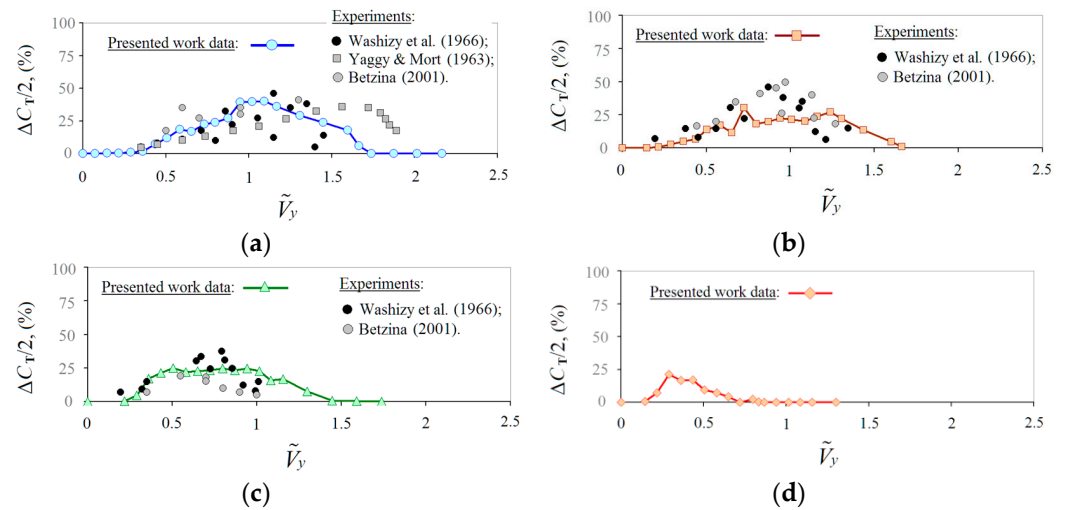 (a)
ΔC_T/2, (%)
100
75
50
25
0
0
0.5
1
1.5
2
2.5
Ṽy
Presented work data:
Experiments:
Washizy et al. (1966);
Yaggy & Mort (1963);
Betzina (2001).
(b)
ΔC_T/2, (%)
100
75
50
25
0
0
0.5
1
1.5
2
2.5
Ṽy
Presented work data:
Experiments:
Washizy et al. (1966);
Betzina (2001).
(c)
ΔC_T/2, (%)
100
75
50
25
0
0
0.5
1
1.5
2
2.5
Ṽy
Presented work data:
Experiments:
Washizy et al. (1966);
Betzina (2001).
(d)
ΔC_T/2, (%)
100
75
50
25
0
0
0.5
1
1.5
2
2.5
Ṽy
Presented work data: